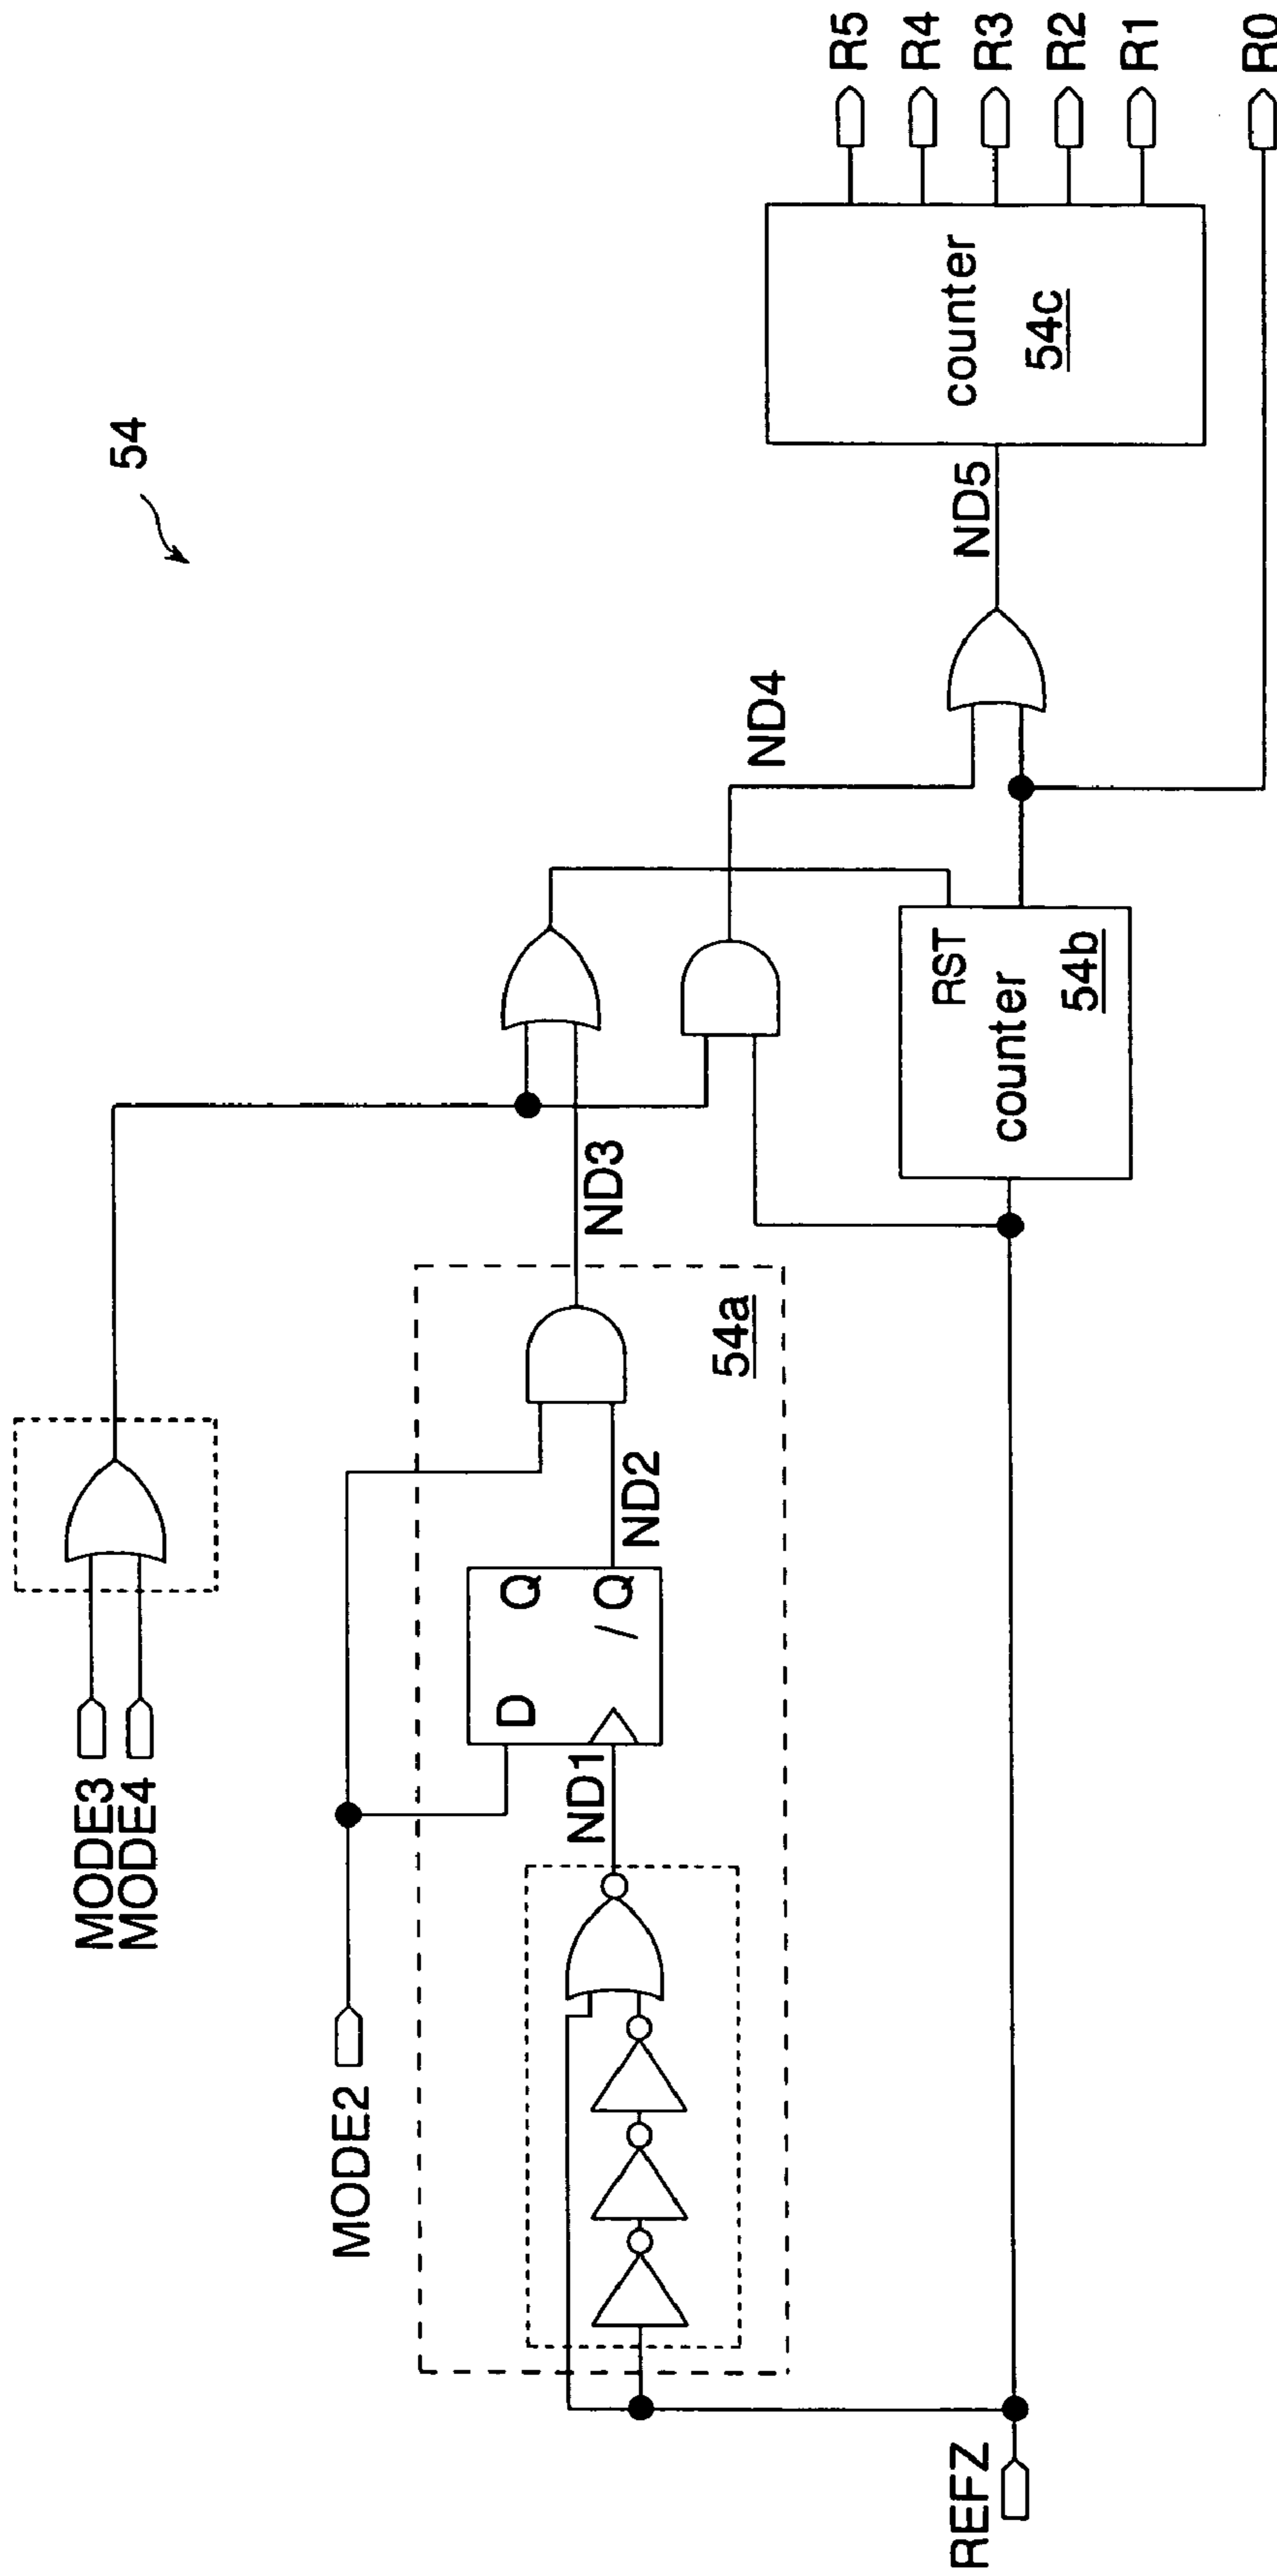 54
MODE3
MODE4
MODE2
REFZ
ND1
D
Q
/Q
ND2
54a
ND3
RST
counter
54b
ND4
ND5
counter
54c
R5
R4
R3
R2
R1
R0